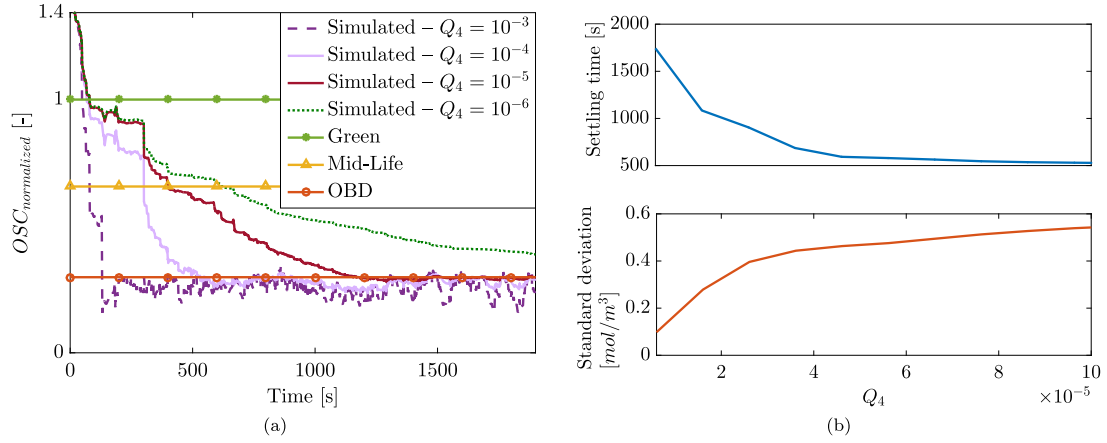 1.4
1
0
OSC_{normalized} [-]
0
500
1000
1500
Time [s]
Simulated – Q_4 = 10^{-3}
Simulated – Q_4 = 10^{-4}
Simulated – Q_4 = 10^{-5}
Simulated – Q_4 = 10^{-6}
Green
Mid-Life
OBD
(a)
Settling time [s]
2000
1500
1000
500
Standard deviation
[mol/m^3]
0.6
0.4
0.2
0
2
4
6
8
10
Q_4
×10^{-5}
(b)